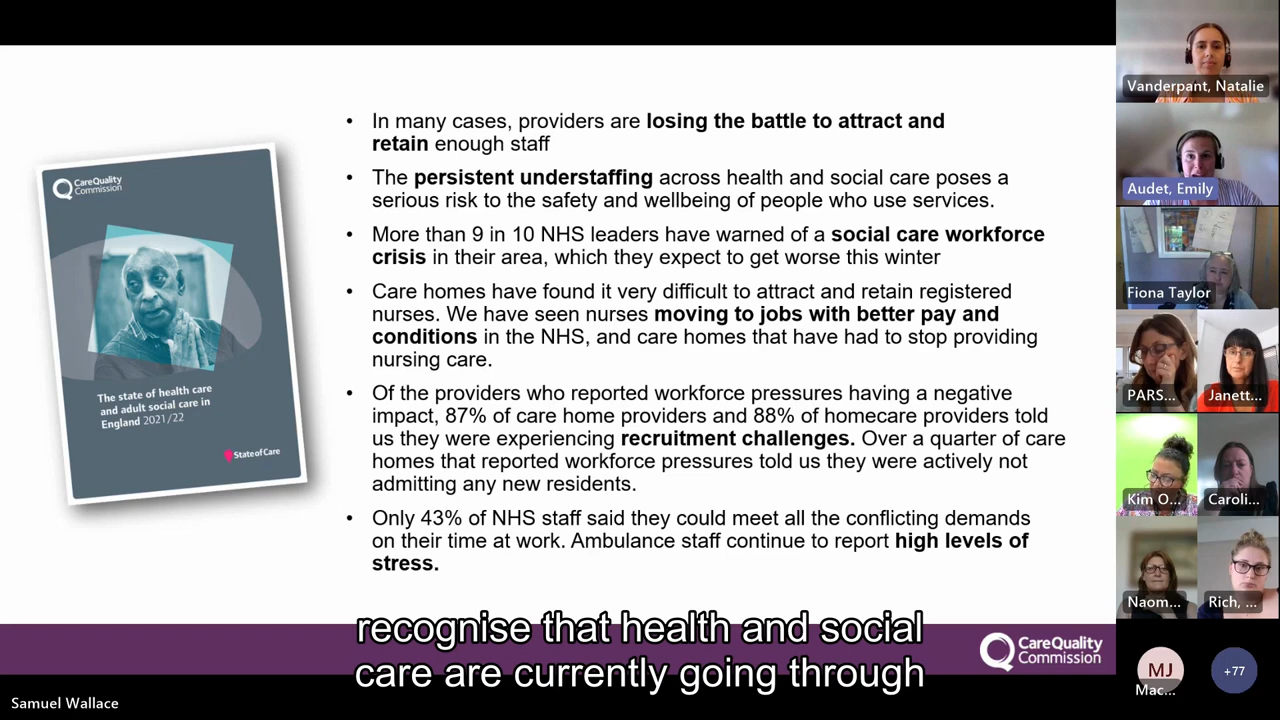 CareQuality
Commission
The state of health care
and adult social care in
England 2021/22
State of Care
• In many cases, providers are losing the battle to attract and
retain enough staff
• The persistent understaffing across health and social care poses a
serious risk to the safety and wellbeing of people who use services.
• More than 9 in 10 NHS leaders have warned of a social care workforce
crisis in their area, which they expect to get worse this winter
• Care homes have found it very difficult to attract and retain registered
nurses. We have seen nurses moving to jobs with better pay and
conditions in the NHS, and care homes that have had to stop providing
nursing care.
• Of the providers who reported workforce pressures having a negative
impact, 87% of care home providers and 88% of homecare providers told
us they were experiencing recruitment challenges. Over a quarter of care
homes that reported workforce pressures told us they were actively not
admitting any new residents.
• Only 43% of NHS staff said they could meet all the conflicting demands
on their time at work. Ambulance staff continue to report high levels of
stress.
recognise that health and social
care are currently going through
CareQuality
Commission
Samuel Wallace
Vanderpant, Natalie
Audet, Emily
Fiona Taylor
PARS...
Janett...
Kim O...
Caroli...
Naom...
Rich, ...
MJ
Mac...
+77